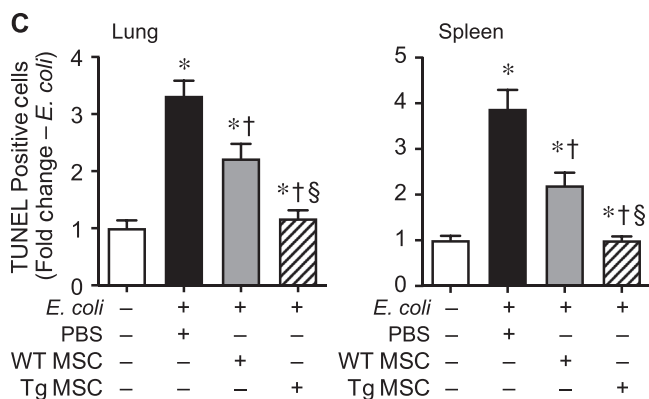 C
Lung
Spleen
TUNEL Positive cells
(Fold change – E. coli)
4
3
2
1
0
*
*†
*†§
5
4
3
2
1
0
*
*†
*†§
E. coli – + + +
PBS – + – –
WT MSC – – + –
Tg MSC – – – +
E. coli – + + +
PBS – + – –
WT MSC – – + –
Tg MSC – – – +